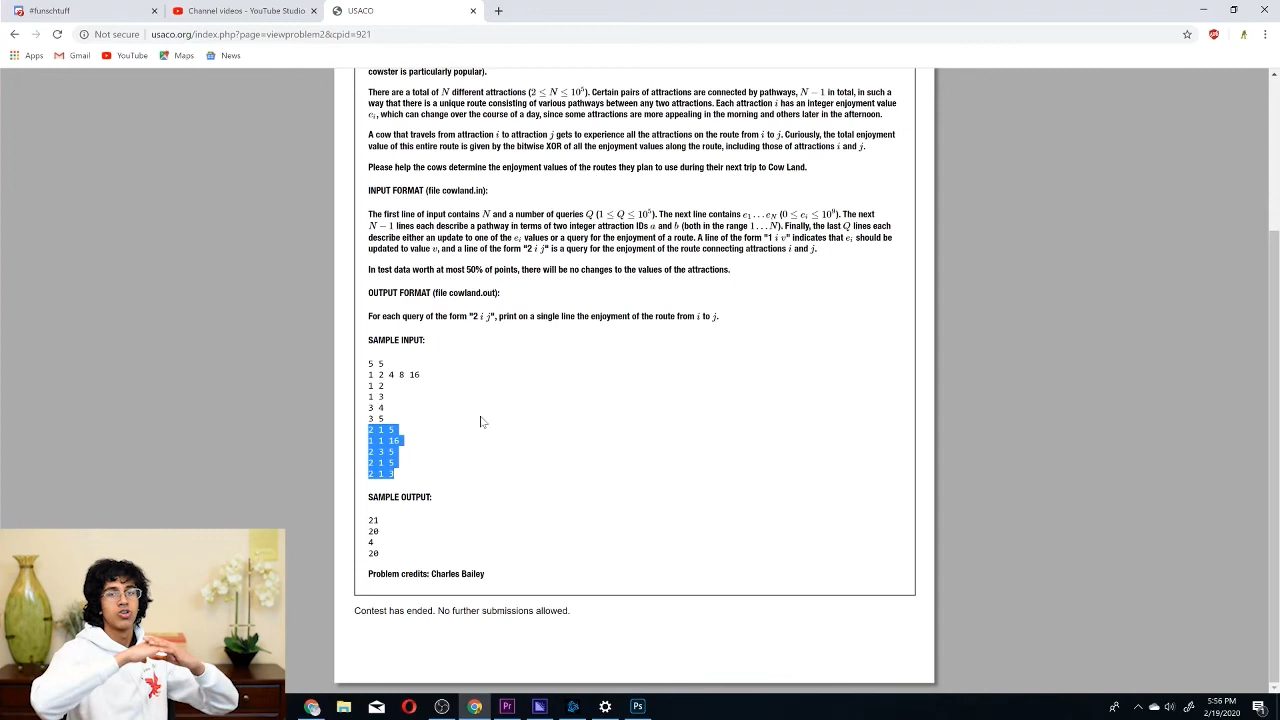 #funschtuff
Channel videos - YouTube Studio
USACO
Not secure | usaco.org/index.php?page=viewproblem2&cpid=921
Apps Gmail YouTube Maps News
cowster is particularly popular).
There are a total of N different attractions (2 ≤ N ≤ 10⁵). Certain pairs of attractions are connected by pathways, N − 1 in total, in such a
way that there is a unique route consisting of various pathways between any two attractions. Each attraction i has an integer enjoyment value
eᵢ, which can change over the course of a day, since some attractions are more appealing in the morning and others later in the afternoon.
A cow that travels from attraction i to attraction j gets to experience all the attractions on the route from i to j. Curiously, the total enjoyment
value of this entire route is given by the bitwise XOR of all the enjoyment values along the route, including those of attractions i and j.
Please help the cows determine the enjoyment values of the routes they plan to use during their next trip to Cow Land.
INPUT FORMAT (file cowland.in):
The first line of input contains N and a number of queries Q (1 ≤ Q ≤ 10⁵). The next line contains e₁ … e_N (0 ≤ eᵢ ≤ 10⁹). The next
N − 1 lines each describe a pathway in terms of two integer attraction IDs a and b (both in the range 1 … N). Finally, the last Q lines each
describe either an update to one of the eᵢ values or a query for the enjoyment of a route. A line of the form "1 i v" indicates that eᵢ should be
updated to value v, and a line of the form "2 i j" is a query for the enjoyment of the route connecting attractions i and j.
In test data worth at most 50% of points, there will be no changes to the values of the attractions.
OUTPUT FORMAT (file cowland.out):
For each query of the form "2 i j", print on a single line the enjoyment of the route from i to j.
SAMPLE INPUT:
5 5
1 2 4 8 16
1 2
1 3
3 4
3 5
2 1 5
1 1 16
2 3 5
2 1 5
2 1 3
SAMPLE OUTPUT:
21
20
4
20
Problem credits: Charles Bailey
Contest has ended. No further submissions allowed.
Pr
Ps
5:56 PM
2/19/2020